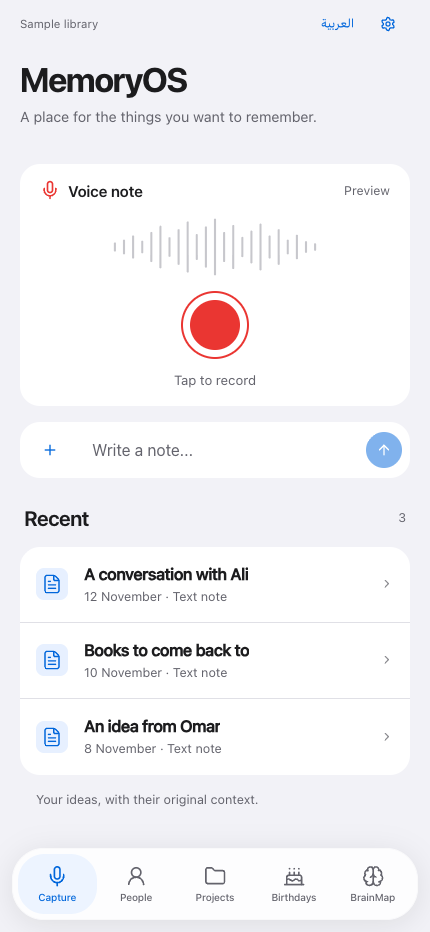 Sample library
العربية
MemoryOS
A place for the things you want to remember.
Voice note
Preview
Tap to record
Write a note...
Recent
3
A conversation with Ali
12 November · Text note
Books to come back to
10 November · Text note
An idea from Omar
8 November · Text note
Your ideas, with their original context.
Capture
People
Projects
Birthdays
BrainMap